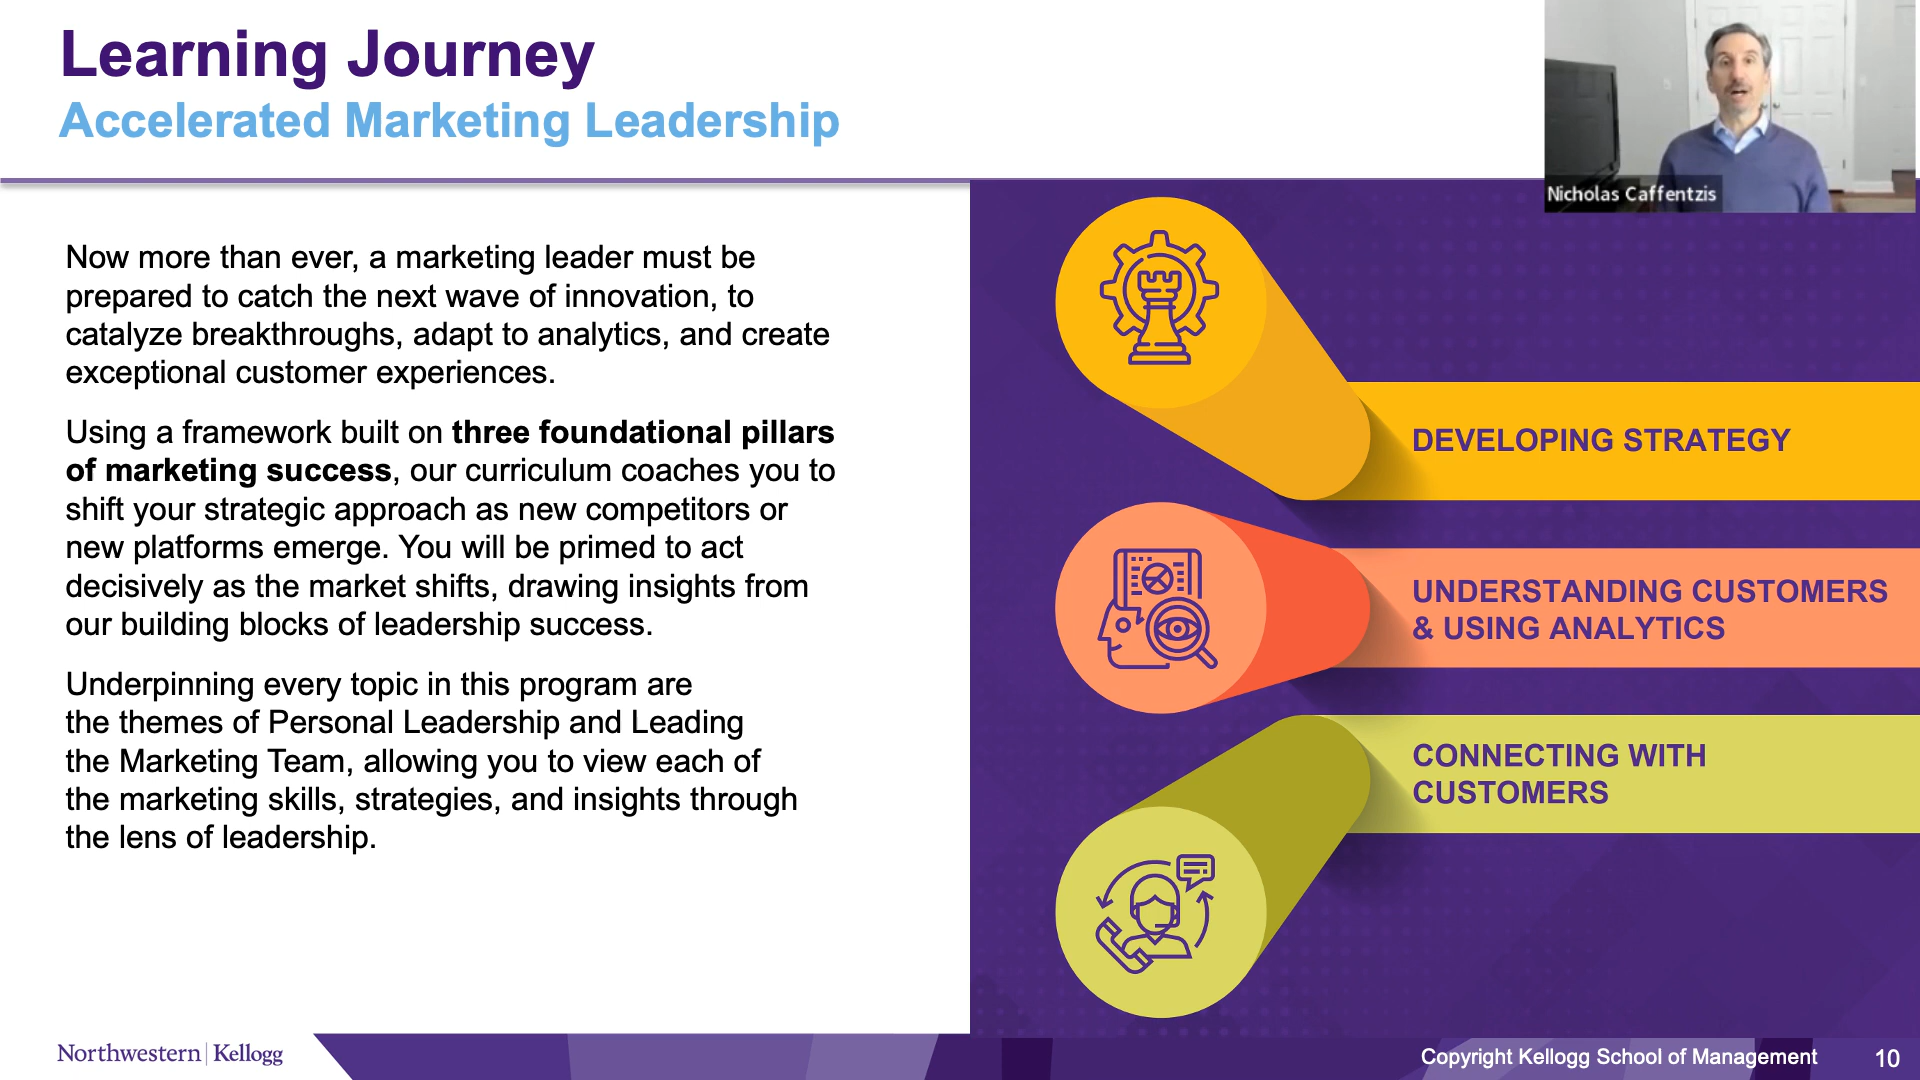 Learning Journey
Accelerated Marketing Leadership
Nicholas Caffentzis
Now more than ever, a marketing leader must be
prepared to catch the next wave of innovation, to
catalyze breakthroughs, adapt to analytics, and create
exceptional customer experiences.
Using a framework built on three foundational pillars
of marketing success, our curriculum coaches you to
shift your strategic approach as new competitors or
new platforms emerge. You will be primed to act
decisively as the market shifts, drawing insights from
our building blocks of leadership success.
Underpinning every topic in this program are
the themes of Personal Leadership and Leading
the Marketing Team, allowing you to view each of
the marketing skills, strategies, and insights through
the lens of leadership.
DEVELOPING STRATEGY
UNDERSTANDING CUSTOMERS
& USING ANALYTICS
CONNECTING WITH
CUSTOMERS
Northwestern | Kellogg
Copyright Kellogg School of Management
10